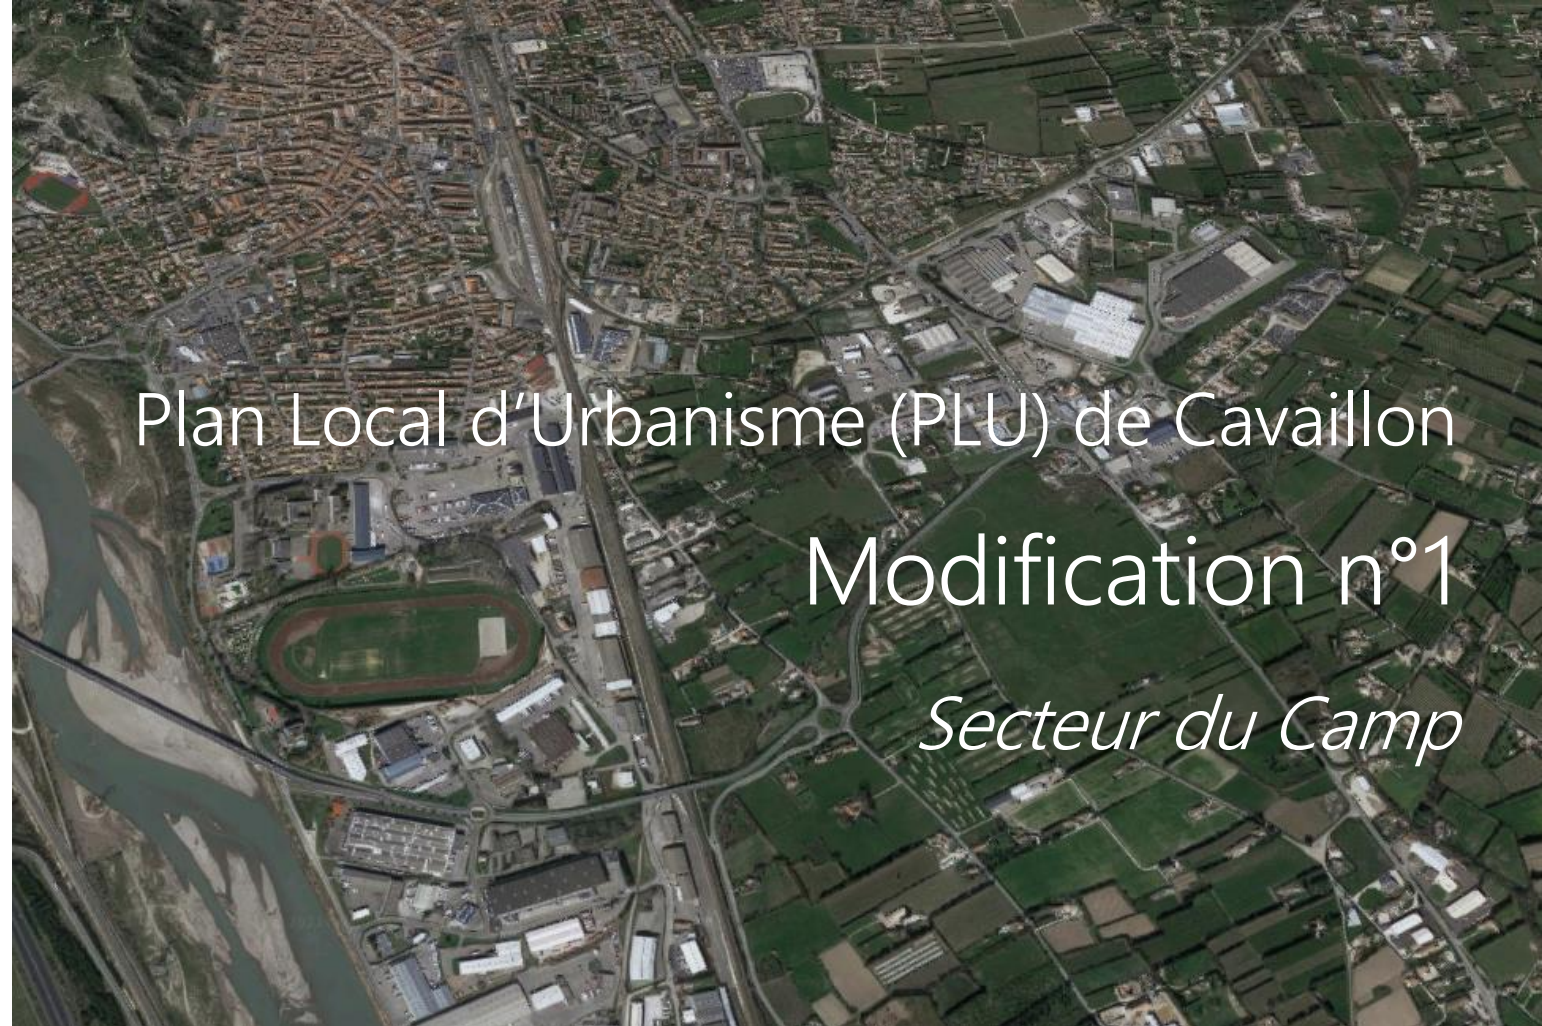 Plan Local d’Urbanisme (PLU) de Cavaillon
Modification n°1
Secteur du Camp